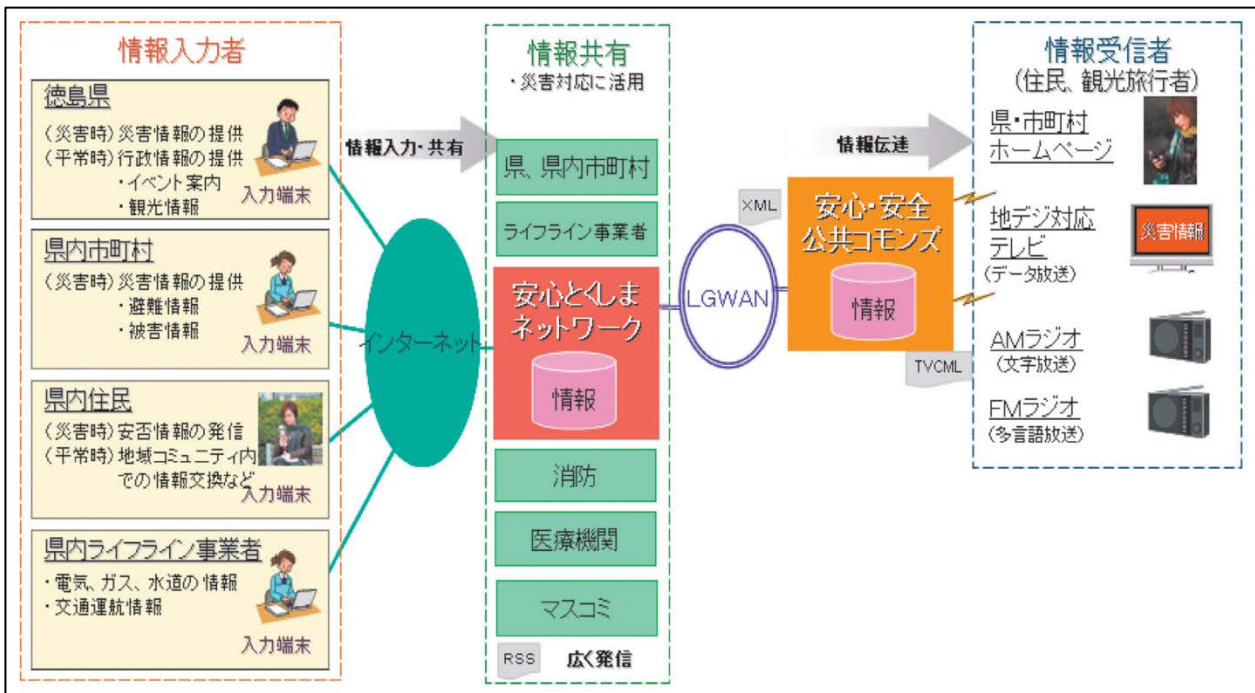 情報入力者
徳島県
(災害時)災害情報の提供
(平常時)行政情報の提供
・イベント案内
・観光情報
入力端末
県内市町村
(災害時)災害情報の提供
・避難情報
・被害情報
入力端末
県内住民
(災害時)安否情報の発信
(平常時)地域コミュニティ内
での情報交換など
入力端末
県内ライフライン事業者
・電気、ガス、水道の情報
・交通運航情報
入力端末
情報入力・共有
インターネット
情報共有
・災害対応に活用
県、県内市町村
ライフライン事業者
安心とくしま
ネットワーク
情報
消防
医療機関
マスコミ
RSS 広く発信
LGWAN
XML
情報伝達
安心・安全
公共コモンズ
情報
TVCML
情報受信者
(住民、観光旅行者)
県・市町村
ホームページ
地デジ対応
テレビ
(データ放送)
災害情報
AMラジオ
(文字放送)
FMラジオ
(多言語放送)